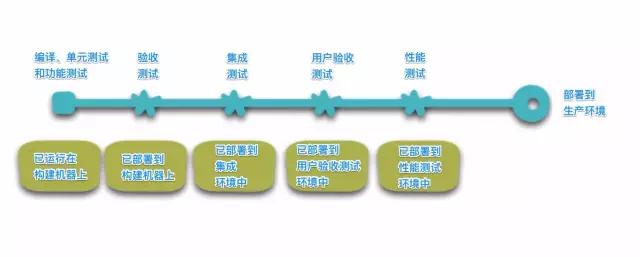 编译、单元测试
和功能测试
验收
测试
集成
测试
用户验收
测试
性能
测试
部署到
生产环境
已运行在
构建机器上
已部署到
构建机器上
已部署到
集成
环境中
已部署到
用户验收测试
环境中
已部署到
性能测试
环境中